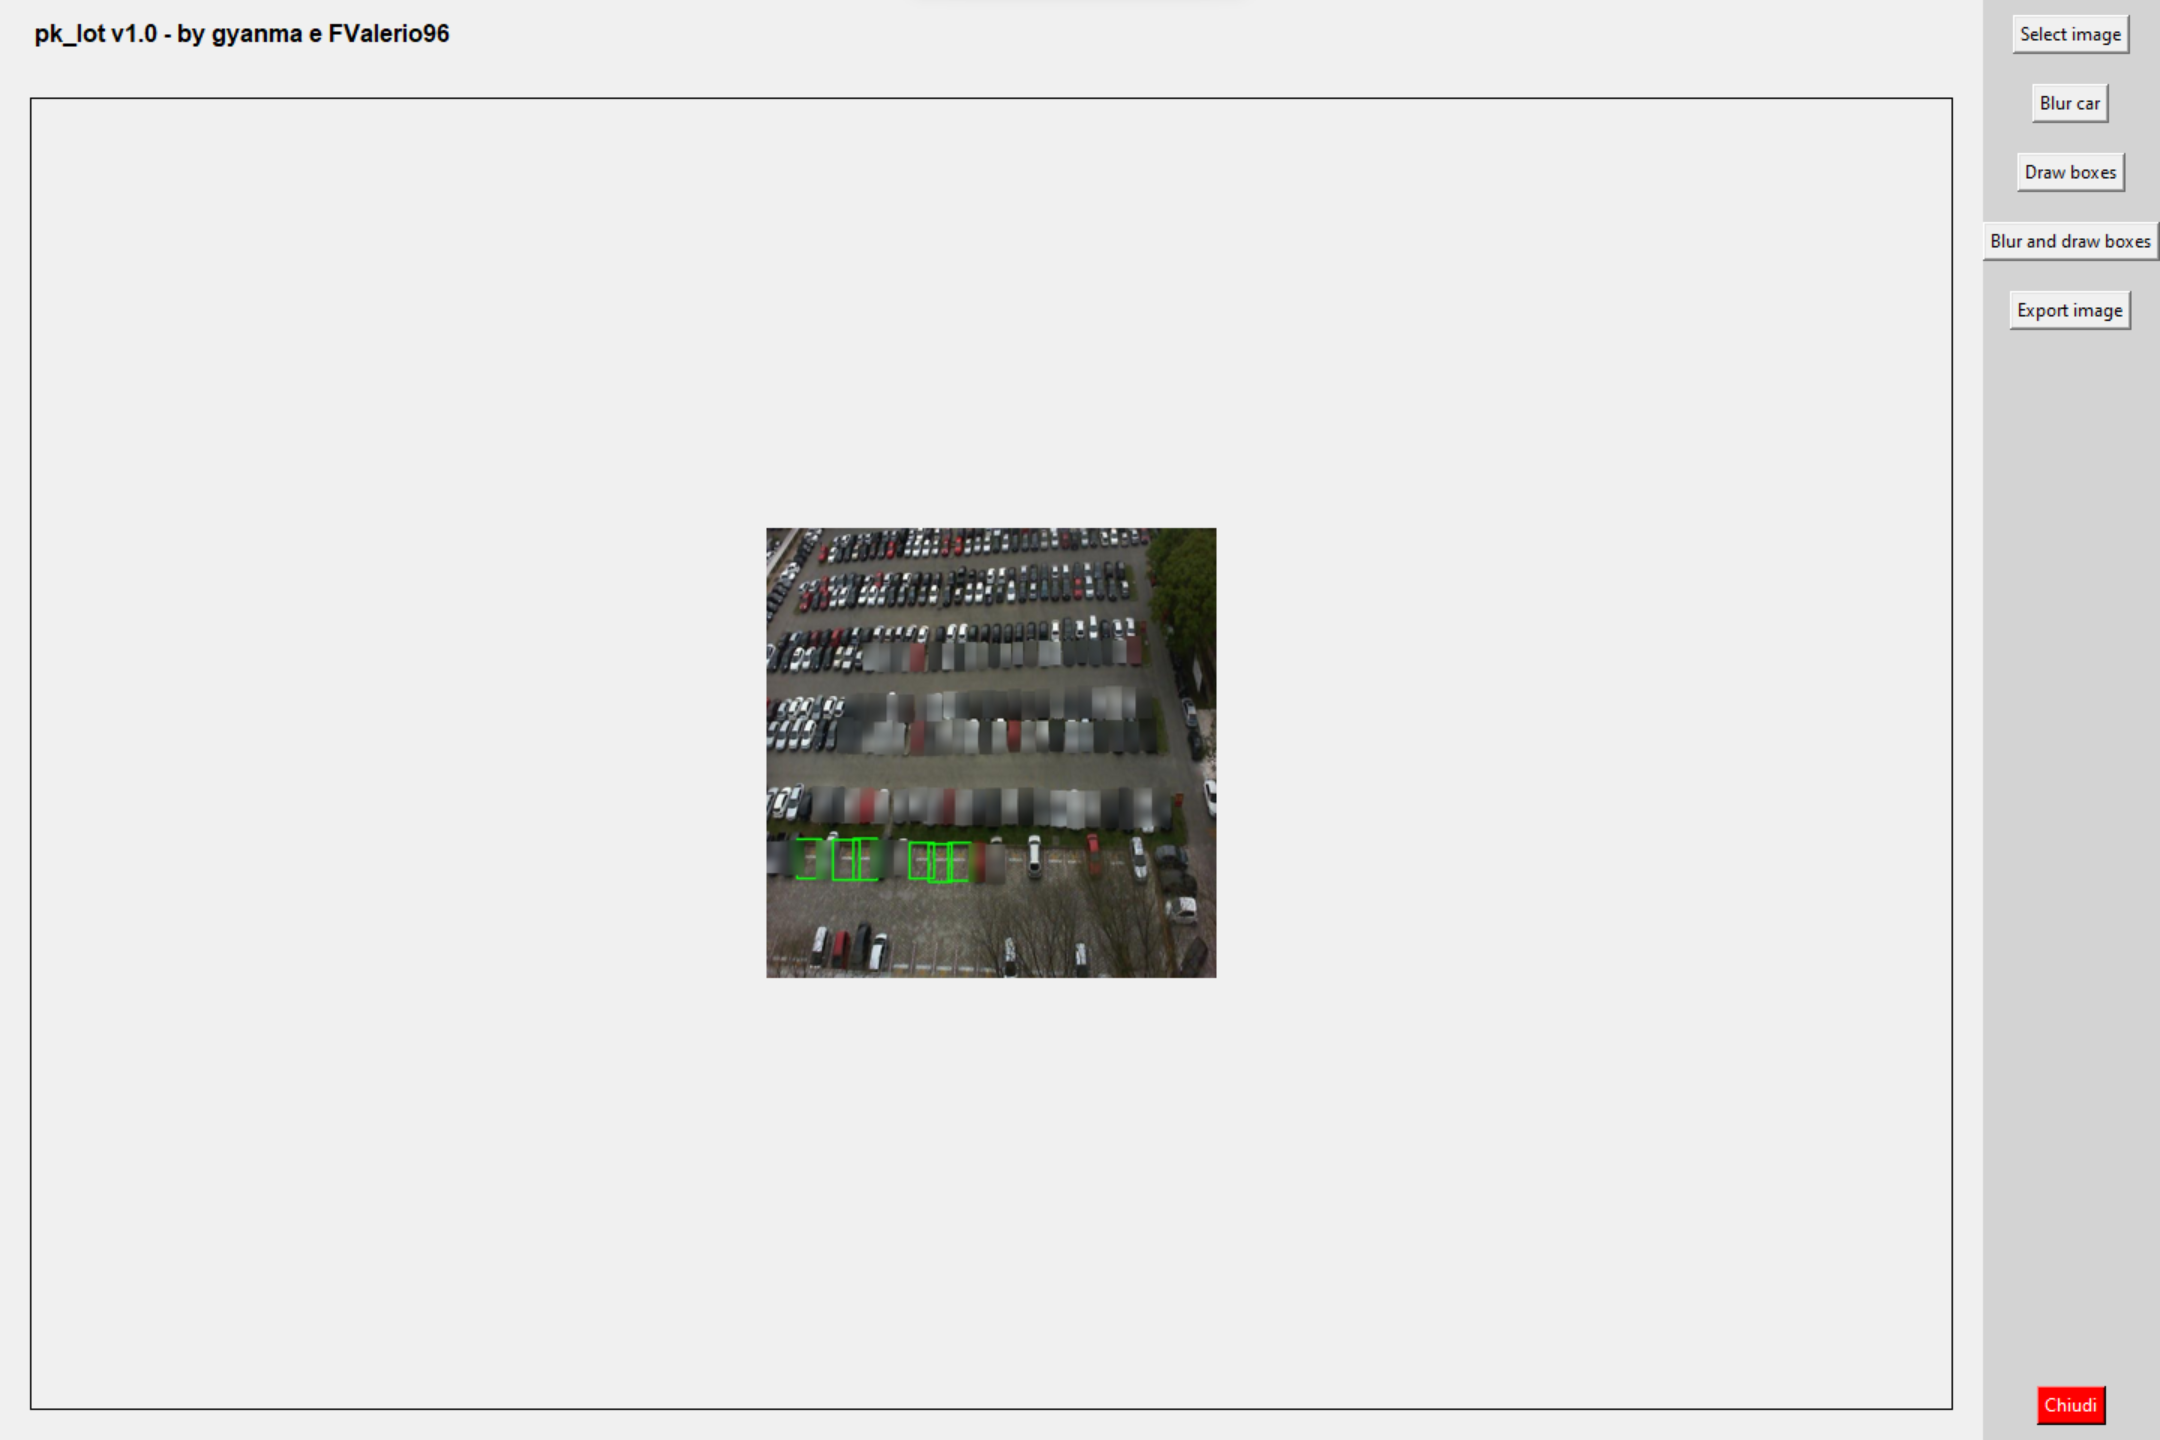 pk_lot v1.0 - by gyanma e FValerio96
Select image
Blur car
Draw boxes
Blur and draw boxes
Export image
Chiudi